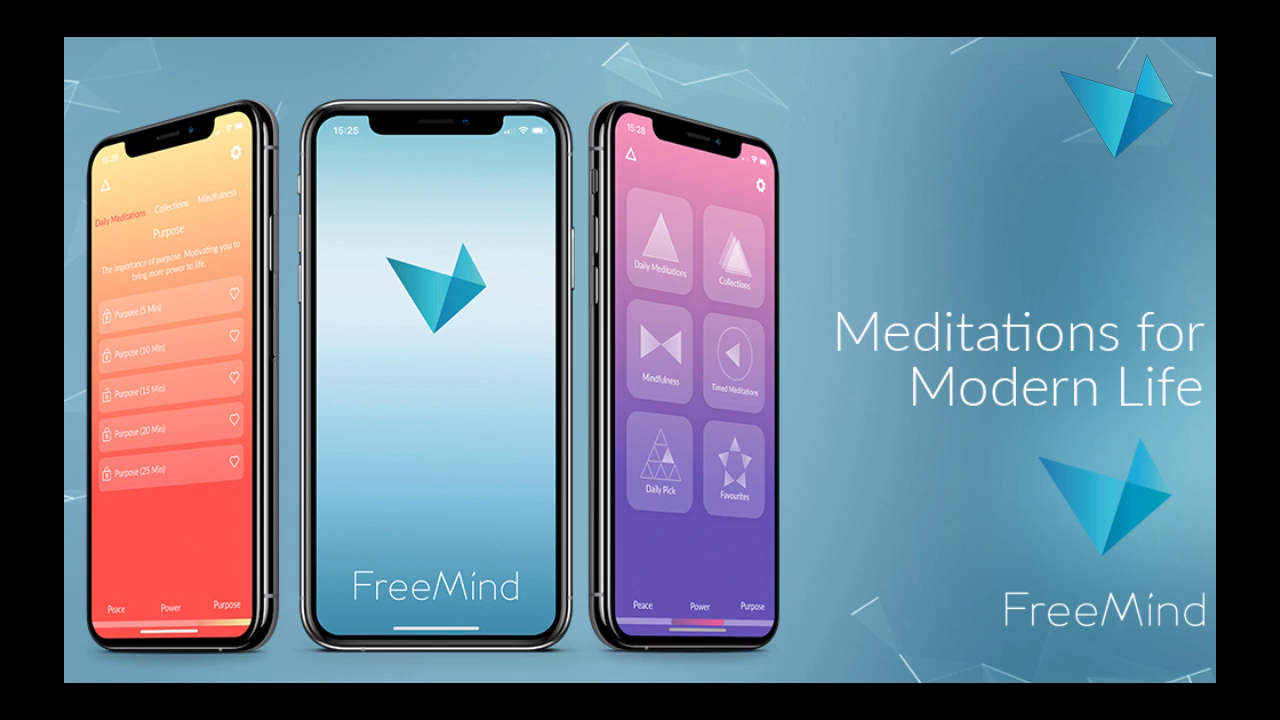 15:28
Daily Meditations
Collections
Mindfulness
Purpose
The importance of purpose. Motivating you to
bring more power to life.
Purpose (5 Min)
Purpose (10 Min)
Purpose (15 Min)
Purpose (20 Min)
Purpose (25 Min)
Peace
Power
Purpose
15:25
FreeMind
15:28
Daily Meditations
Collections
Mindfulness
Timed Meditations
Daily Pick
Favourites
Peace
Power
Purpose
Meditations for
Modern Life
FreeMind